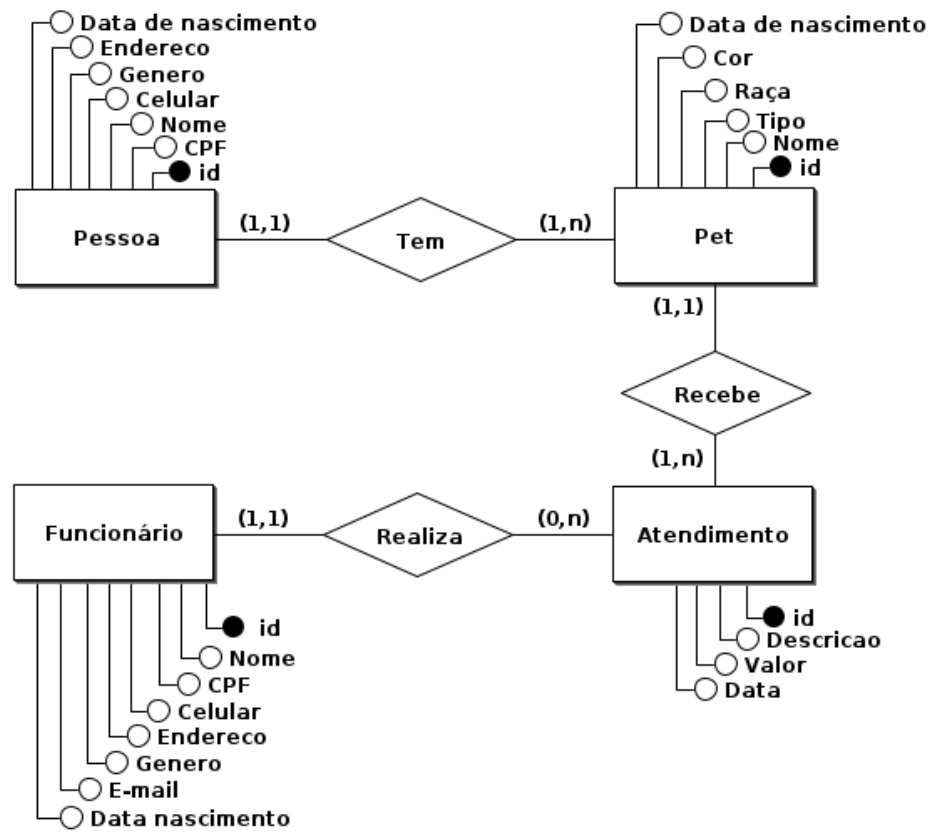 Data de nascimento
Endereco
Genero
Celular
Nome
CPF
id
Pessoa
(1,1)
Tem
(1,n)
Data de nascimento
Cor
Raça
Tipo
Nome
id
Pet
(1,1)
Recebe
(1,n)
Funcionário
(1,1)
Realiza
(0,n)
Atendimento
id
Nome
CPF
Celular
Endereco
Genero
E-mail
Data nascimento
id
Descricao
Valor
Data